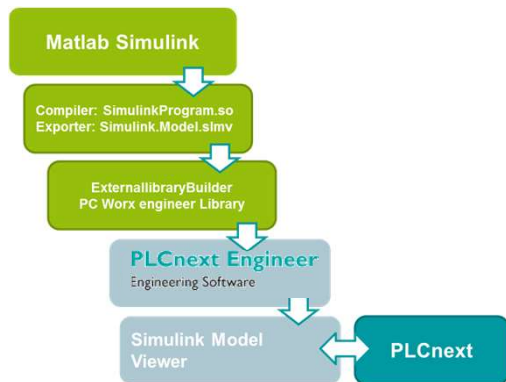 Matlab Simulink
Compiler: SimulinkProgram.so
Exporter: Simulink.Model.slmv
ExternallibraryBuilder
PC Worx engineer Library
PLCnext Engineer
Engineering Software
Simulink Model
Viewer
PLCnext